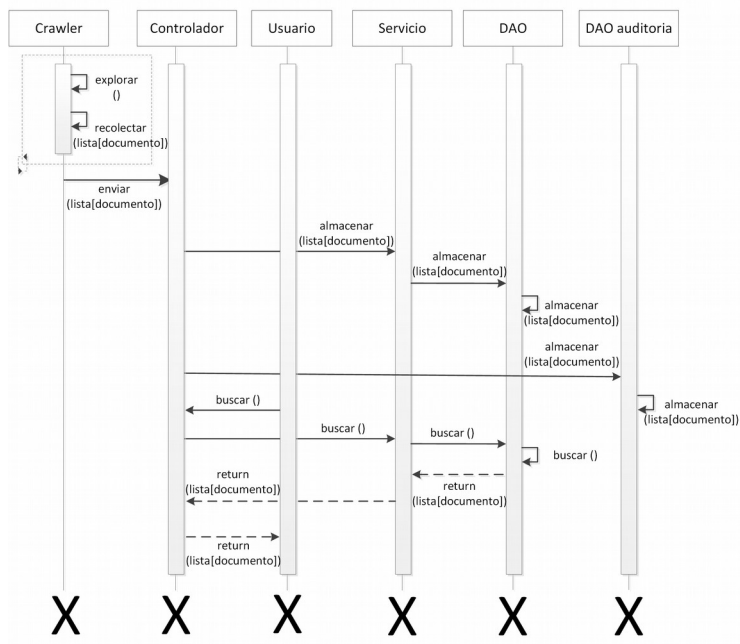 Crawler
Controlador
Usuario
Servicio
DAO
DAO auditoria
explorar
()
recolectar
(lista[documento])
enviar
(lista[documento])
almacenar
(lista[documento])
almacenar
(lista[documento])
almacenar
(lista[documento])
almacenar
(lista[documento])
almacenar
(lista[documento])
buscar ()
buscar ()
buscar ()
buscar ()
return
(lista[documento])
return
(lista[documento])
return
(lista[documento])